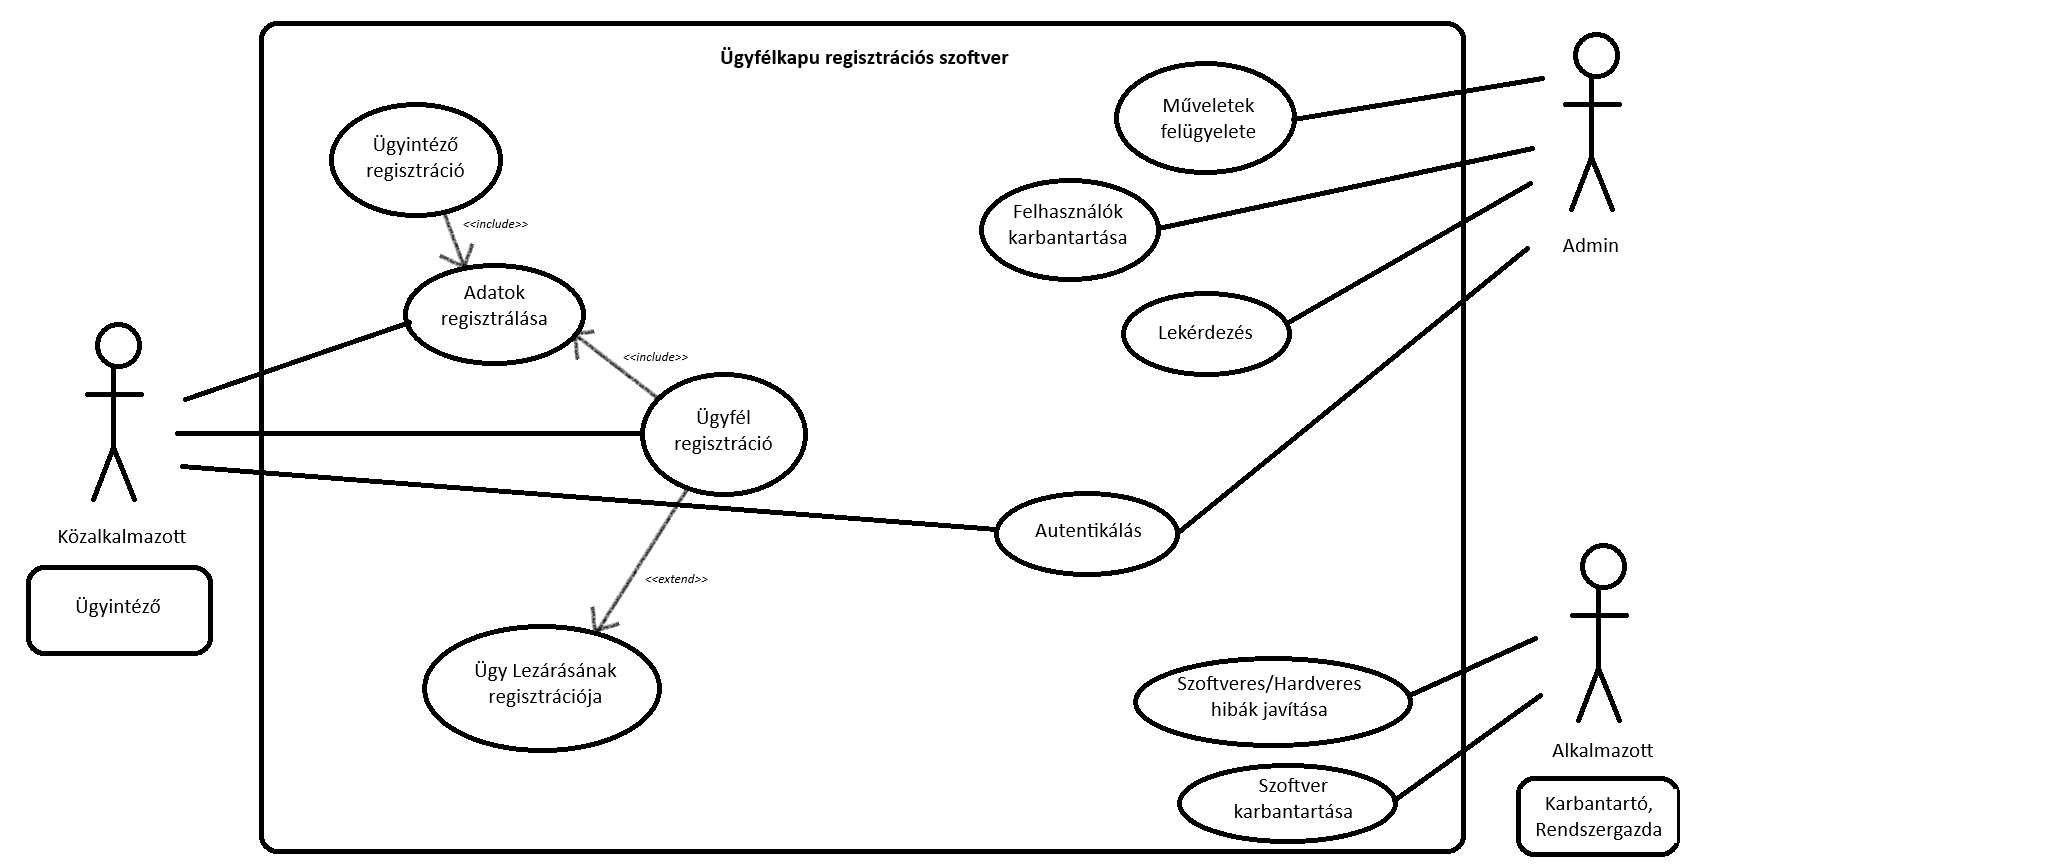 Ügyfélkapu regisztrációs szoftver
Ügyintéző
regisztráció
<<include>>
Adatok
regisztrálása
<<include>>
Ügyfél
regisztráció
<<extend>>
Ügy Lezárásának
regisztrációja
Műveletek
felügyelete
Felhasználók
karbantartása
Lekérdezés
Autentikálás
Szoftveres/Hardveres
hibák javítása
Szoftver
karbantartása
Közalkalmazott
Ügyintéző
Admin
Alkalmazott
Karbantartó,
Rendszergazda